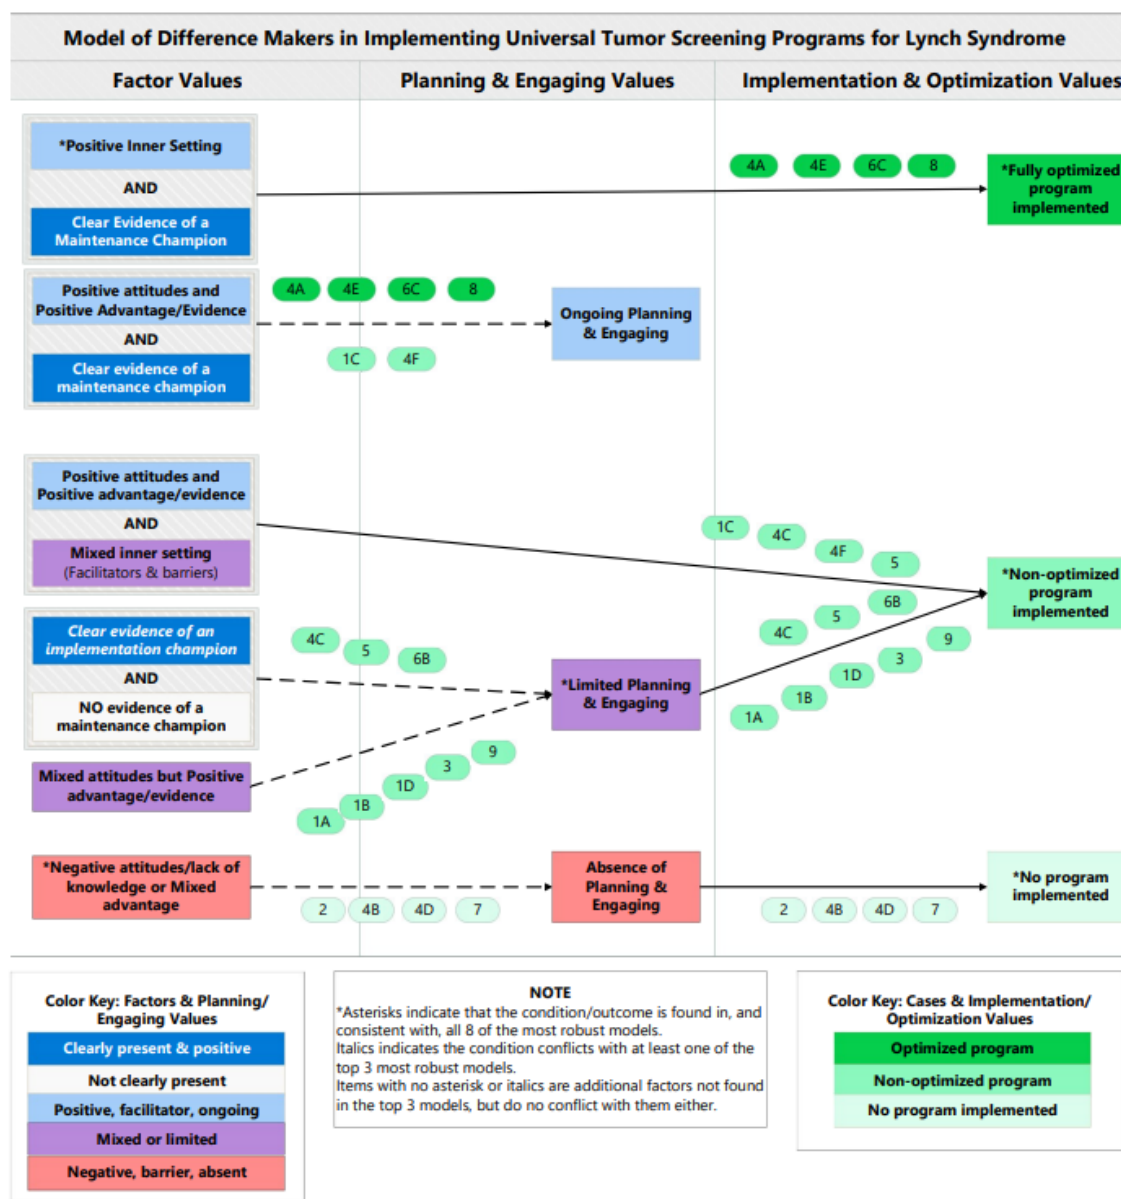 Model of Difference Makers in Implementing Universal Tumor Screening Programs for Lynch Syndrome
Factor Values
Planning & Engaging Values
Implementation & Optimization Values
*Positive Inner Setting
AND
Clear Evidence of a
Maintenance Champion
4A
4E
6C
8
*Fully optimized
program
implemented
Positive attitudes and
Positive Advantage/Evidence
AND
Clear evidence of a
maintenance champion
4A
4E
6C
8
1C
4F
Ongoing Planning
& Engaging
Positive attitudes and
Positive advantage/evidence
AND
Mixed inner setting
(Facilitators & barriers)
1C
4C
4F
5
*Non-optimized
program
implemented
Clear evidence of an
implementation champion
AND
NO evidence of a
maintenance champion
4C
5
6B
*Limited Planning
& Engaging
4C
5
6B
1A
1B
1D
3
9
Mixed attitudes but Positive
advantage/evidence
1A
1B
1D
3
9
*Negative attitudes/lack of
knowledge or Mixed
advantage
2
4B
4D
7
Absence of
Planning &
Engaging
2
4B
4D
7
*No program
implemented
Color Key: Factors & Planning/
Engaging Values
Clearly present & positive
Not clearly present
Positive, facilitator, ongoing
Mixed or limited
Negative, barrier, absent
NOTE
*Asterisks indicate that the condition/outcome is found in, and
consistent with, all 8 of the most robust models.
Italics indicates the condition conflicts with at least one of the
top 3 most robust models.
Items with no asterisk or italics are additional factors not found
in the top 3 models, but do no conflict with them either.
Color Key: Cases & Implementation/
Optimization Values
Optimized program
Non-optimized program
No program implemented